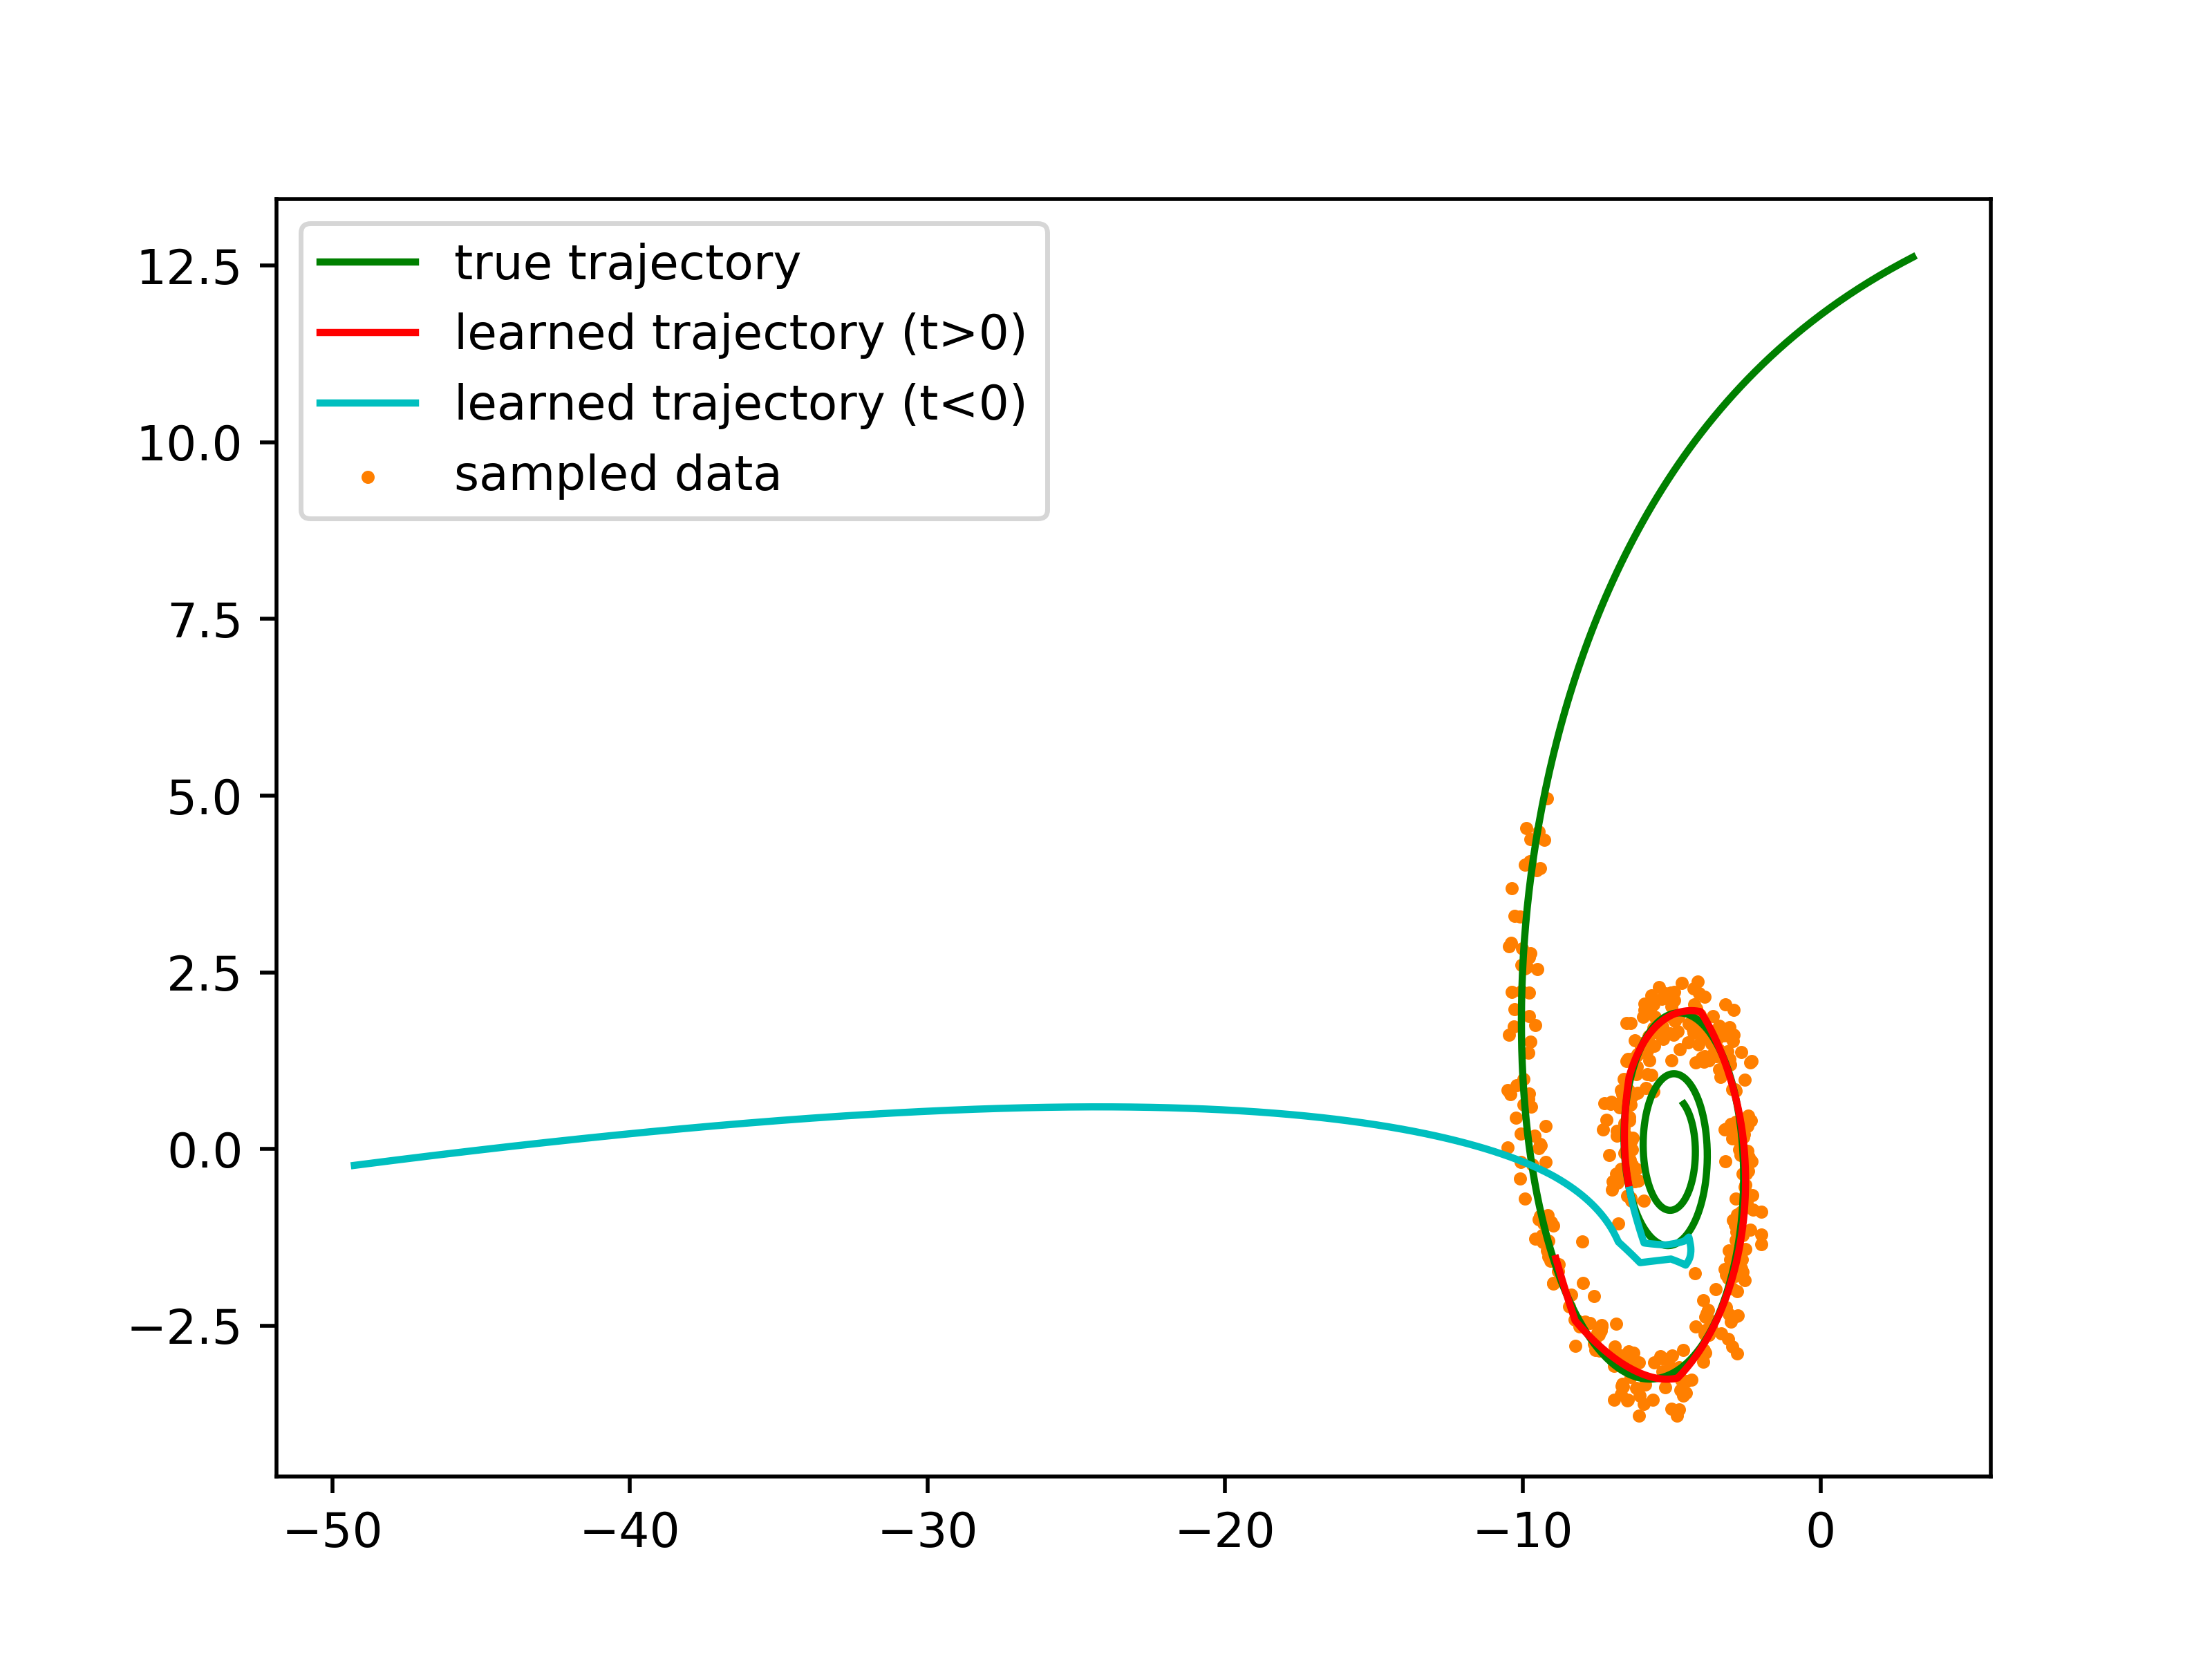 true trajectory
learned trajectory (t>0)
learned trajectory (t<0)
sampled data
12.5
10.0
7.5
5.0
2.5
0.0
−2.5
−50 −40 −30 −20 −10 0